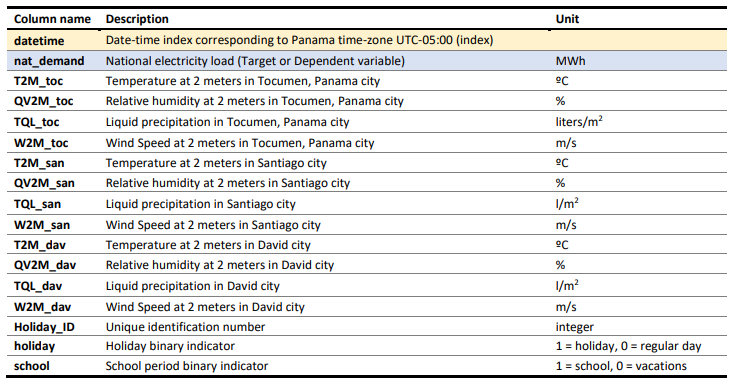 Column name Description Unit
datetime Date-time index corresponding to Panama time-zone UTC-05:00 (index)
nat_demand National electricity load (Target or Dependent variable) MWh
T2M_toc Temperature at 2 meters in Tocumen, Panama city ºC
QV2M_toc Relative humidity at 2 meters in Tocumen, Panama city %
TQL_toc Liquid precipitation in Tocumen, Panama city liters/m²
W2M_toc Wind Speed at 2 meters in Tocumen, Panama city m/s
T2M_san Temperature at 2 meters in Santiago city ºC
QV2M_san Relative humidity at 2 meters in Santiago city %
TQL_san Liquid precipitation in Santiago city l/m²
W2M_san Wind Speed at 2 meters in Santiago city m/s
T2M_dav Temperature at 2 meters in David city ºC
QV2M_dav Relative humidity at 2 meters in David city %
TQL_dav Liquid precipitation in David city l/m²
W2M_dav Wind Speed at 2 meters in David city m/s
Holiday_ID Unique identification number integer
holiday Holiday binary indicator 1 = holiday, 0 = regular day
school School period binary indicator 1 = school, 0 = vacations